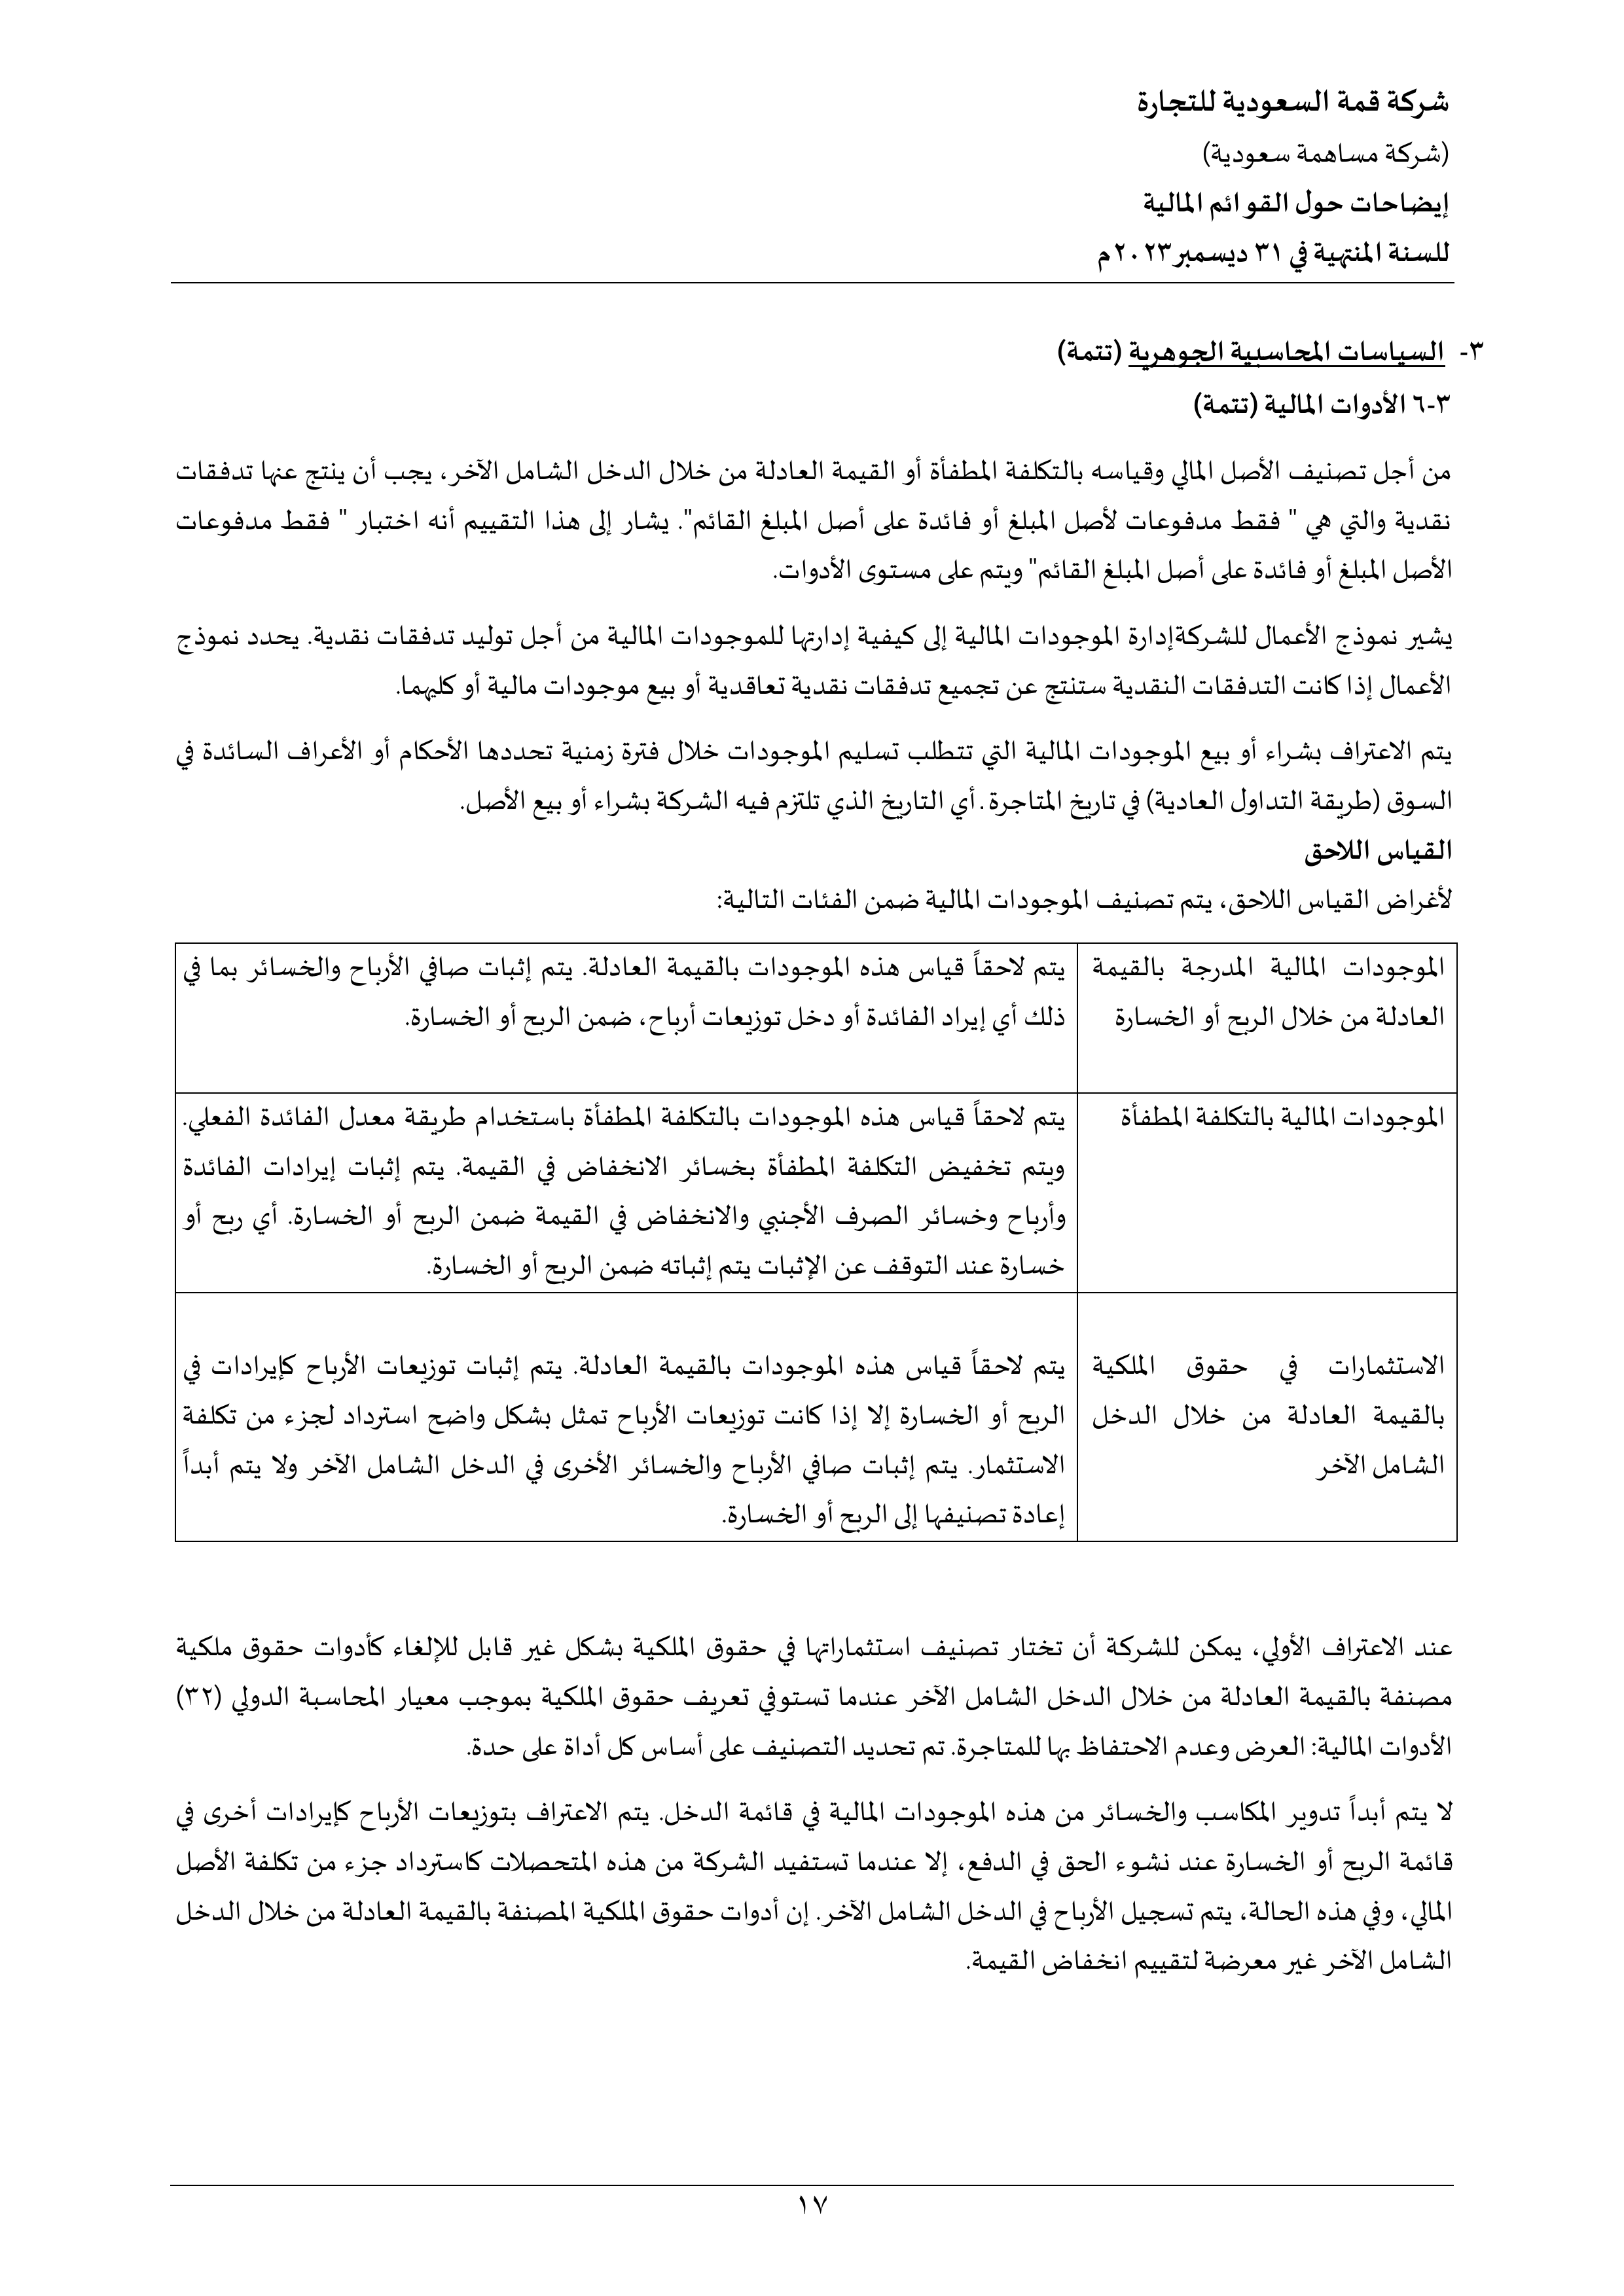 شركة قمة السعودية للتجارة
(شركة مساهمة سعودية)
إيضاحات حول القوائم المالية
للسنة المنتهية في ٣١ ديسمبر ٢٠٢٣م
٣- السياسات المحاسبية الجوهرية (تتمة)
٣-٦ الأدوات المالية (تتمة)
من أجل تصنيف الأصل المالي وقياسه بالتكلفة المطفأة أو القيمة العادلة من خلال الدخل الشامل الآخر، يجب أن ينتج عنها تدفقات
نقدية والتي هي " فقط مدفوعات لأصل المبلغ أو فائدة على أصل المبلغ القائم". يشار إلى هذا التقييم أنه اختبار " فقط مدفوعات
الأصل المبلغ أو فائدة على أصل المبلغ القائم" ويتم على مستوى الأدوات.
يشير نموذج الأعمال للشركةإدارة الموجودات المالية إلى كيفية إدارتها للموجودات المالية من أجل توليد تدفقات نقدية. يحدد نموذج
الأعمال إذا كانت التدفقات النقدية ستنتج عن تجميع تدفقات نقدية تعاقدية أو بيع موجودات مالية أو كليهما.
يتم الاعتراف بشراء أو بيع الموجودات المالية التي تتطلب تسليم الموجودات خلال فترة زمنية تحددها الأحكام أو الأعراف السائدة في
السوق (طريقة التداول العادية) في تاريخ المتاجرة. أي التاريخ الذي تلتزم فيه الشركة بشراء أو بيع الأصل.
القياس اللاحق
لأغراض القياس اللاحق، يتم تصنيف الموجودات المالية ضمن الفئات التالية:
الموجودات المالية المدرجة بالقيمة
العادلة من خلال الربح أو الخسارة
يتم لاحقاً قياس هذه الموجودات بالقيمة العادلة. يتم إثبات صافي الأرباح والخسائر بما في
ذلك أي إيراد الفائدة أو دخل توزيعات أرباح، ضمن الربح أو الخسارة.
الموجودات المالية بالتكلفة المطفأة
يتم لاحقاً قياس هذه الموجودات بالتكلفة المطفأة باستخدام طريقة معدل الفائدة الفعلي.
ويتم تخفيض التكلفة المطفأة بخسائر الانخفاض في القيمة. يتم إثبات إيرادات الفائدة
وأرباح وخسائر الصرف الأجنبي والانخفاض في القيمة ضمن الربح أو الخسارة. أي ربح أو
خسارة عند التوقف عن الإثبات يتم إثباته ضمن الربح أو الخسارة.
الاستثمارات في حقوق الملكية
بالقيمة العادلة من خلال الدخل
الشامل الآخر
يتم لاحقاً قياس هذه الموجودات بالقيمة العادلة. يتم إثبات توزيعات الأرباح كإيرادات في
الربح أو الخسارة إلا إذا كانت توزيعات الأرباح تمثل بشكل واضح استرداد لجزء من تكلفة
الاستثمار. يتم إثبات صافي الأرباح والخسائر الأخرى في الدخل الشامل الآخر ولا يتم أبداً
إعادة تصنيفها إلى الربح أو الخسارة.
عند الاعتراف الأولي، يمكن للشركة أن تختار تصنيف استثماراتها في حقوق الملكية بشكل غير قابل للإلغاء كأدوات حقوق ملكية
مصنفة بالقيمة العادلة من خلال الدخل الشامل الآخر عندما تستوفي تعريف حقوق الملكية بموجب معيار المحاسبة الدولي (٣٢)
الأدوات المالية: العرض وعدم الاحتفاظ بها للمتاجرة. تم تحديد التصنيف على أساس كل أداة على حدة.
لا يتم أبداً تدوير المكاسب والخسائر من هذه الموجودات المالية في قائمة الدخل. يتم الاعتراف بتوزيعات الأرباح كإيرادات أخرى في
قائمة الربح أو الخسارة عند نشوء الحق في الدفع، إلا عندما تستفيد الشركة من هذه المتحصلات كاسترداد جزء من تكلفة الأصل
المالي، وفي هذه الحالة، يتم تسجيل الأرباح في الدخل الشامل الآخر. إن أدوات حقوق الملكية المصنفة بالقيمة العادلة من خلال الدخل
الشامل الآخر غير معرضة لتقييم انخفاض القيمة.
١٧